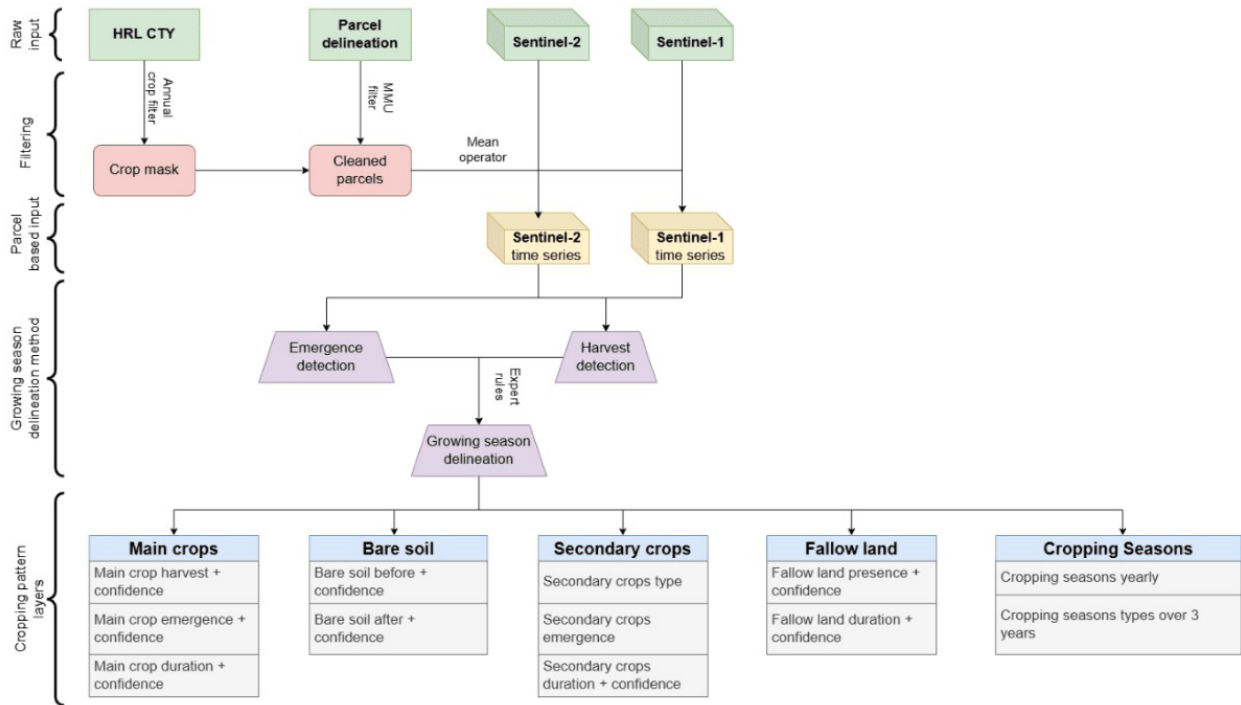 Raw
input
HRL CTY
Parcel
delineation
Sentinel-2
Sentinel-1
Filtering
Annual
crop filter
MMU
filter
Crop mask
Cleaned
parcels
Mean
operator
Parcel
based input
Sentinel-2
time series
Sentinel-1
time series
Growing season
delineation method
Emergence
detection
Harvest
detection
Expert
rules
Growing season
delineation
Cropping pattern
layers
Main crops
Main crop harvest +
confidence
Main crop emergence +
confidence
Main crop duration +
confidence
Bare soil
Bare soil before +
confidence
Bare soil after +
confidence
Secondary crops
Secondary crops type
Secondary crops
emergence
Secondary crops
duration + confidence
Fallow land
Fallow land presence +
confidence
Fallow land duration +
confidence
Cropping Seasons
Cropping seasons yearly
Cropping seasons types over 3
years